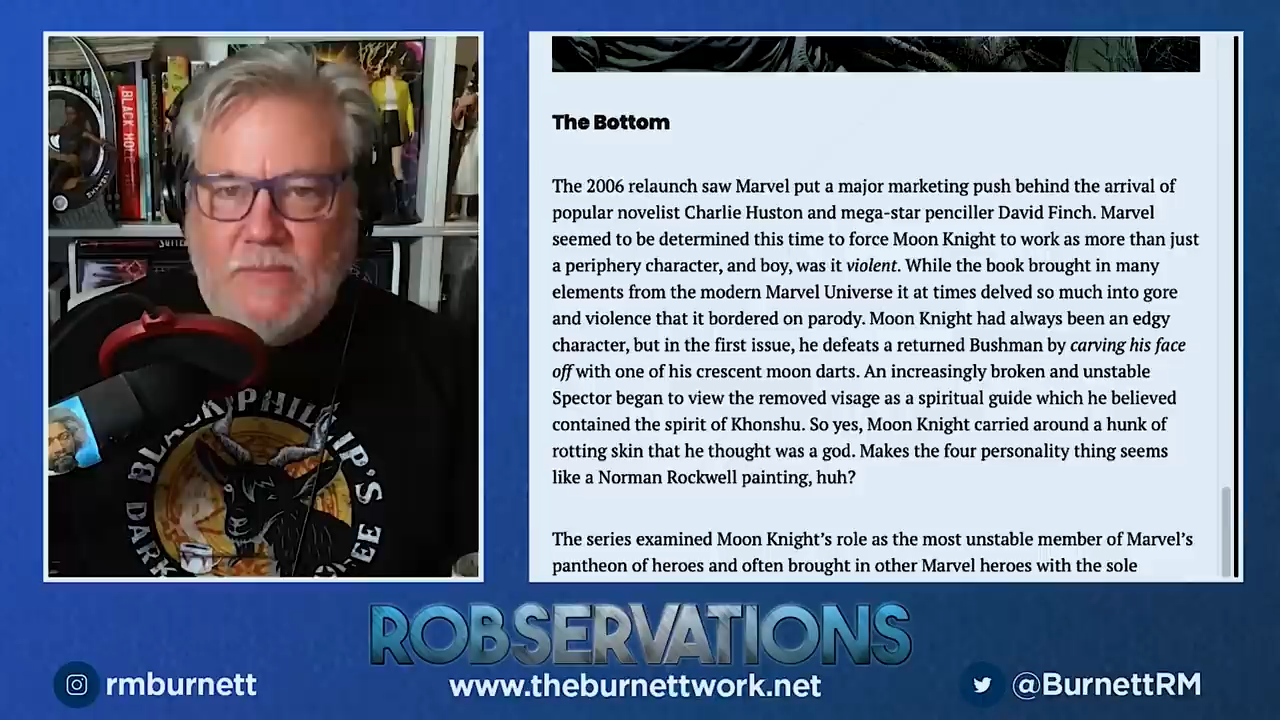 BLACK HOLE
BLACK PHILLIP'S
DARK
The Bottom
The 2006 relaunch saw Marvel put a major marketing push behind the arrival of
popular novelist Charlie Huston and mega-star penciller David Finch. Marvel
seemed to be determined this time to force Moon Knight to work as more than just
a periphery character, and boy, was it violent. While the book brought in many
elements from the modern Marvel Universe it at times delved so much into gore
and violence that it bordered on parody. Moon Knight had always been an edgy
character, but in the first issue, he defeats a returned Bushman by carving his face
off with one of his crescent moon darts. An increasingly broken and unstable
Spector began to view the removed visage as a spiritual guide which he believed
contained the spirit of Khonshu. So yes, Moon Knight carried around a hunk of
rotting skin that he thought was a god. Makes the four personality thing seems
like a Norman Rockwell painting, huh?
The series examined Moon Knight's role as the most unstable member of Marvel's
pantheon of heroes and often brought in other Marvel heroes with the sole
ROBSERVATIONS
rmburnett
www.theburnettwork.net
@BurnettRM